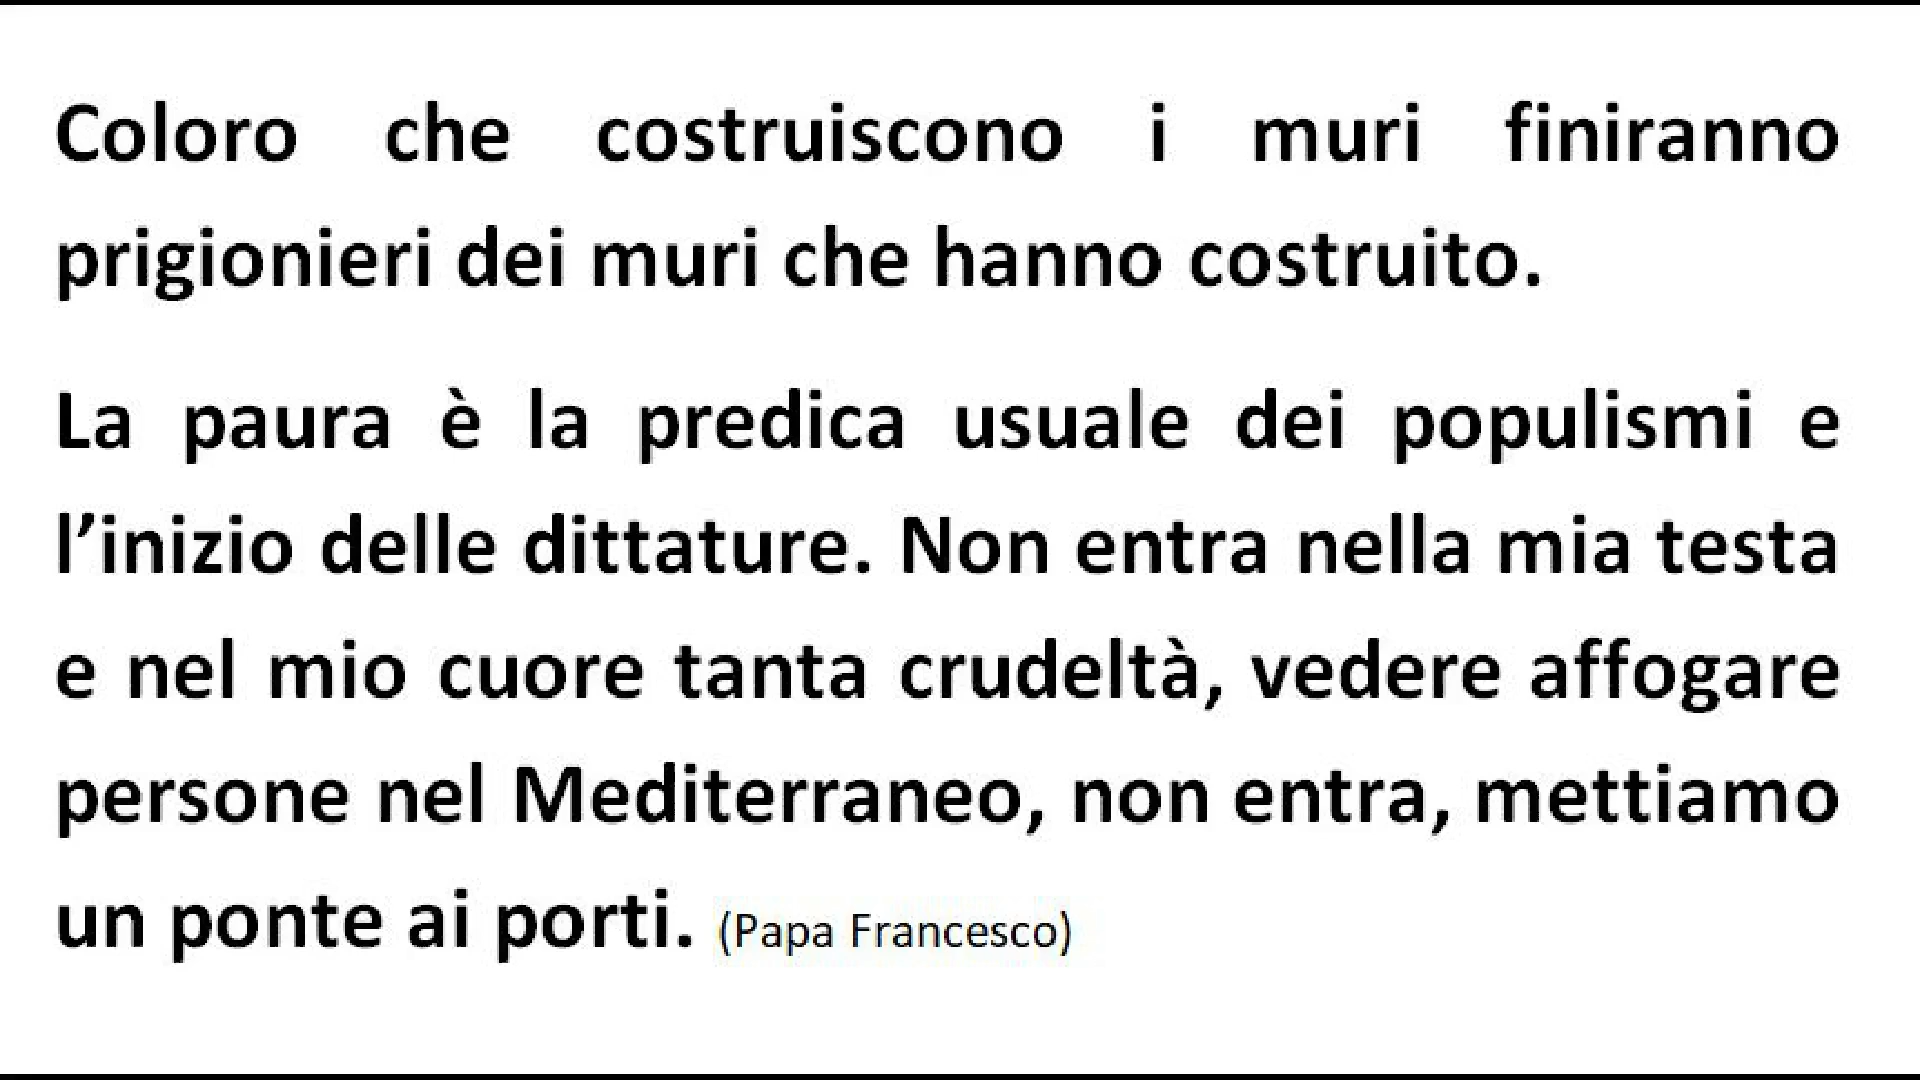 Coloro che costruiscono i muri finiranno
prigionieri dei muri che hanno costruito.
La paura è la predica usuale dei populismi e
l’inizio delle dittature. Non entra nella mia testa
e nel mio cuore tanta crudeltà, vedere affogare
persone nel Mediterraneo, non entra, mettiamo
un ponte ai porti. (Papa Francesco)